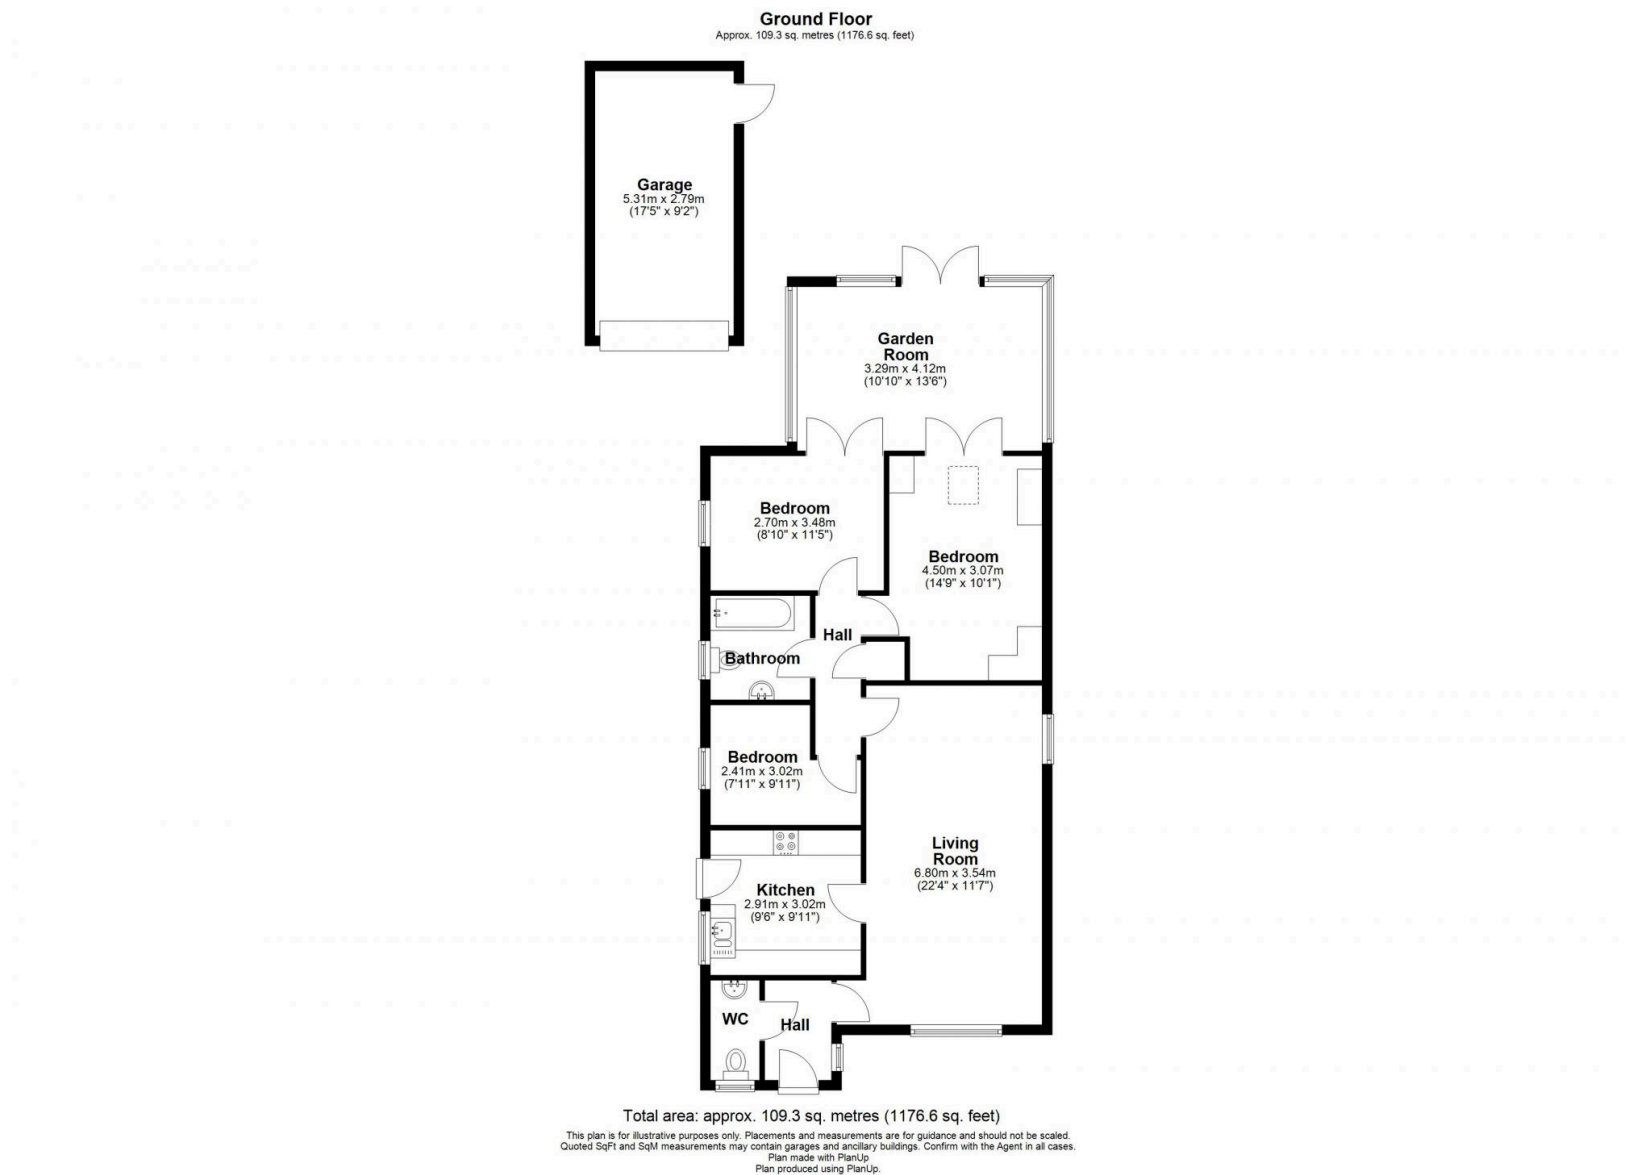 Ground Floor
Approx. 109.3 sq. metres (1176.6 sq. feet)
Garage
5.31m x 2.79m
(17'5" x 9'2")
Garden
Room
3.29m x 4.12m
(10'10" x 13'6")
Bedroom
2.70m x 3.48m
(8'10" x 11'5")
Bedroom
4.50m x 3.07m
(14'9" x 10'1")
Hall
Bathroom
Bedroom
2.41m x 3.02m
(7'11" x 9'11")
Living
Room
6.80m x 3.54m
(22'4" x 11'7")
Kitchen
2.91m x 3.02m
(9'6" x 9'11")
WC
Hall
Total area: approx. 109.3 sq. metres (1176.6 sq. feet)
This plan is for illustrative purposes only. Placements and measurements are for guidance and should not be scaled.
Quoted SqFt and SqM measurements may contain garages and ancillary buildings. Confirm with the Agent in all cases.
Plan made with PlanUp
Plan produced using PlanUp.